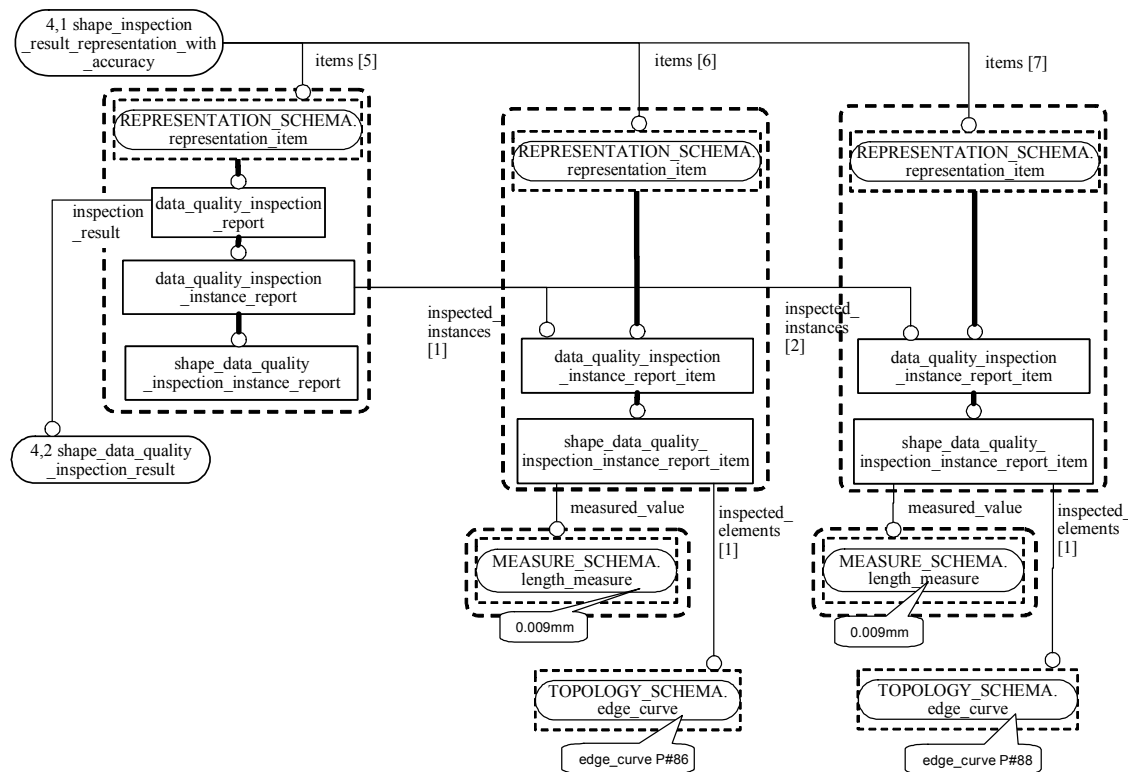 4,1 shape_inspection
_result_representation_with
_accuracy
items [5]
items [6]
items [7]
REPRESENTATION_SCHEMA.
representation_item
data_quality_inspection
_report
inspection
_result
data_quality_inspection
_instance_report
shape_data_quality
_inspection_instance_report
4,2 shape_data_quality
_inspection_result
REPRESENTATION_SCHEMA.
representation_item
inspected_
instances
[1]
data_quality_inspection
_instance_report_item
shape_data_quality_
inspection_instance_report_item
measured_value
inspected_
elements
[1]
MEASURE_SCHEMA.
length_measure
0.009mm
TOPOLOGY_SCHEMA.
edge_curve
edge_curve P#86
REPRESENTATION_SCHEMA.
representation_item
inspected_
instances
[2]
data_quality_inspection
_instance_report_item
shape_data_quality_
inspection_instance_report_item
measured_value
inspected_
elements
[1]
MEASURE_SCHEMA.
length_measure
0.009mm
TOPOLOGY_SCHEMA.
edge_curve
edge_curve P#88